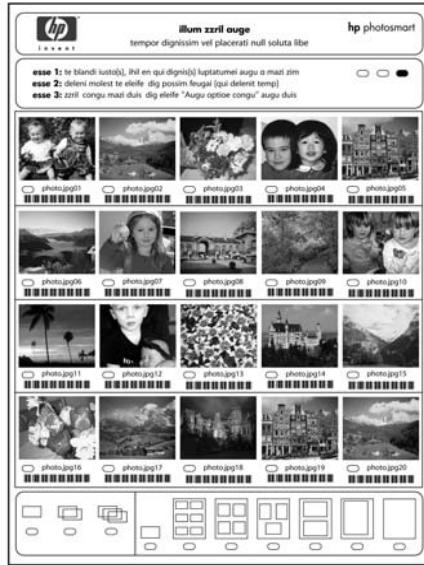 hp
invent
illum zzril auge
tempor dignissim vel placerati null soluta libe
hp photosmart
esse 1: te blandi iusto[s], ihil en qui dignis(s) luptatumei augu a mazi zim
esse 2: deleni molest te eleife dig possim feugai (qui delenit temp)
esse 3: zzril congu mazi duis dig eleife "Augu optioe congu" augu duis
photo.jpg01 photo.jpg02 photo.jpg03 photo.jpg04 photo.jpg05
photo.jpg06 photo.jpg07 photo.jpg08 photo.jpg09 photo.jpg10
photo.jpg11 photo.jpg12 photo.jpg13 photo.jpg14 photo.jpg15
photo.jpg16 photo.jpg17 photo.jpg18 photo.jpg19 photo.jpg20